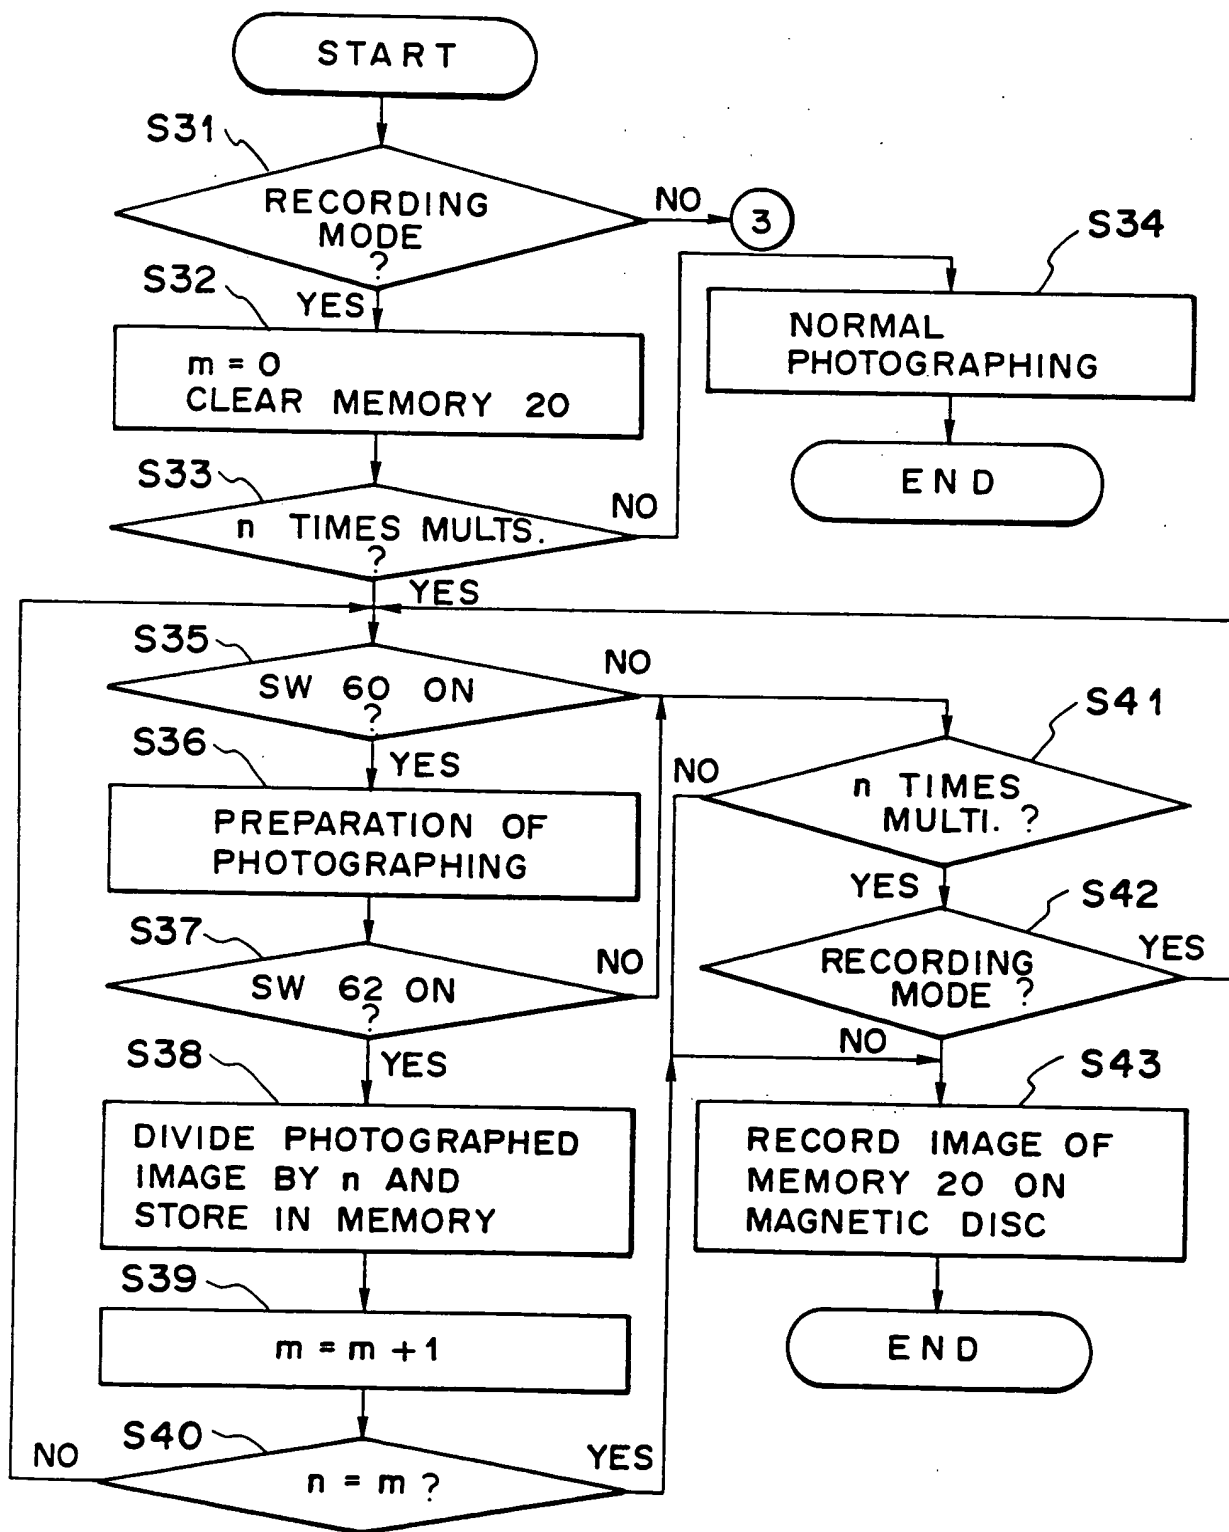 START
S31
RECORDING
MODE
?
NO
3
YES
S32
m = 0
CLEAR MEMORY 20
S34
NORMAL
PHOTOGRAPHING
END
S33
n TIMES MULTS.
?
NO
YES
S35
SW 60 ON
?
NO
YES
S36
PREPARATION OF
PHOTOGRAPHING
S41
n TIMES
MULTI. ?
NO
YES
S37
SW 62 ON
?
NO
YES
S42
RECORDING
MODE ?
YES
NO
S38
DIVIDE PHOTOGRAPHED
IMAGE BY n AND
STORE IN MEMORY
S43
RECORD IMAGE OF
MEMORY 20 ON
MAGNETIC DISC
END
S39
m = m + 1
S40
n = m ?
NO
YES